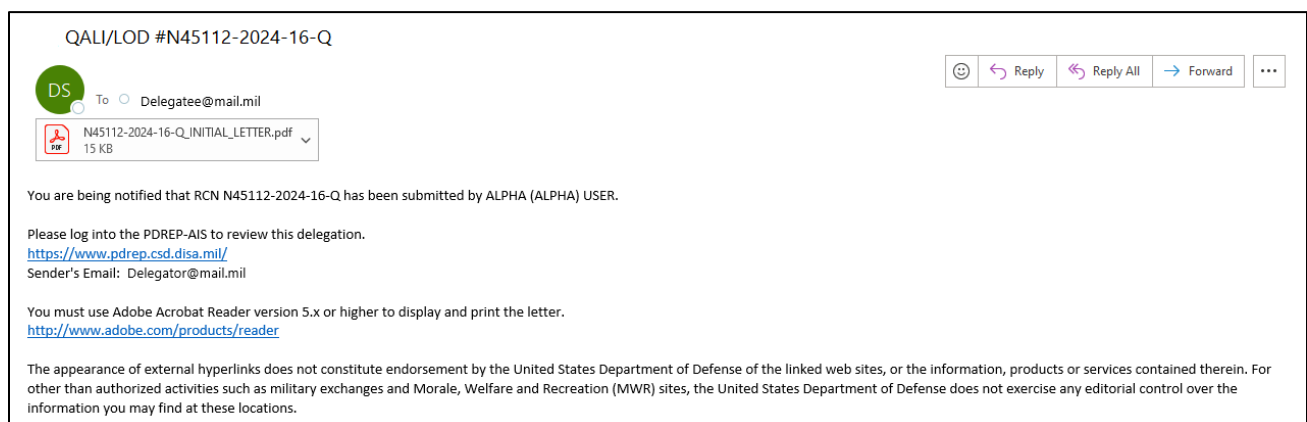 QALI/LOD #N45112-2024-16-Q
Reply
Reply All
Forward
DS
To Delegatee@mail.mil
N45112-2024-16-Q_INITIAL_LETTER.pdf
PDF
15 KB
You are being notified that RCN N45112-2024-16-Q has been submitted by ALPHA (ALPHA) USER.
Please log into the PDREP-AIS to review this delegation.
https://www.pdrep.csd.disa.mil/
Sender's Email: Delegator@mail.mil
You must use Adobe Acrobat Reader version 5.x or higher to display and print the letter.
http://www.adobe.com/products/reader
The appearance of external hyperlinks does not constitute endorsement by the United States Department of Defense of the linked web sites, or the information, products or services contained therein. For
other than authorized activities such as military exchanges and Morale, Welfare and Recreation (MWR) sites, the United States Department of Defense does not exercise any editorial control over the
information you may find at these locations.